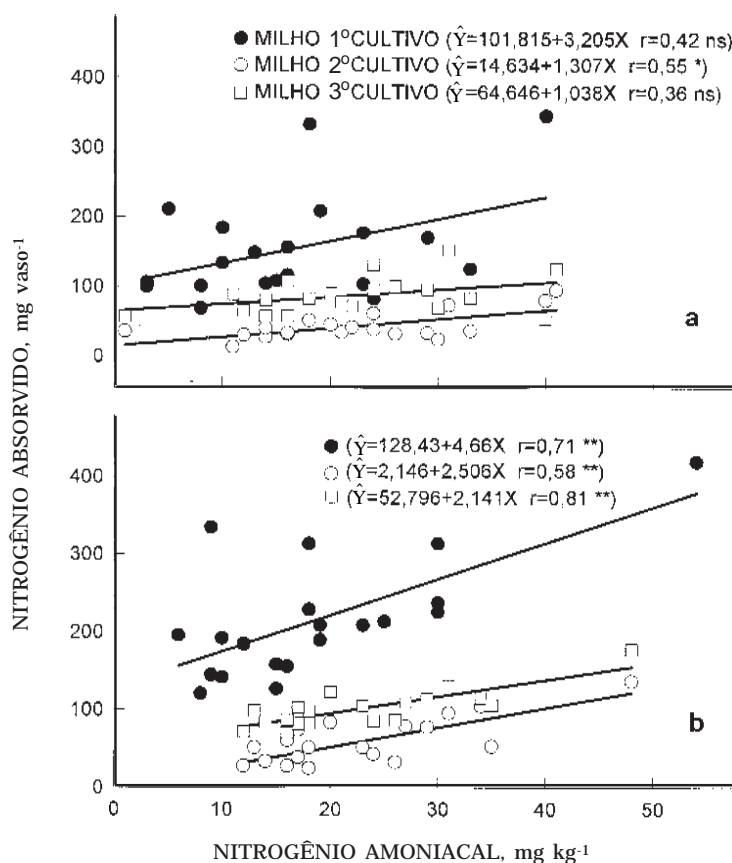 ● MILHO 1ºCULTIVO (Ŷ=101,815+3,205X r=0,42 ns)
○ MILHO 2ºCULTIVO (Ŷ=14,634+1,307X r=0,55 *)
□ MILHO 3ºCULTIVO (Ŷ=64,646+1,038X r=0,36 ns)
400
300
200
100
0
a
● (Ŷ=128,43+4,66X r=0,71 **)
○ (Ŷ=2,146+2,506X r=0,58 **)
□ (Ŷ=52,796+2,141X r=0,81 **)
400
300
200
100
0
b
0 10 20 30 40 50
NITROGÊNIO ABSORVIDO, mg vaso⁻¹
NITROGÊNIO AMONIACAL, mg kg⁻¹